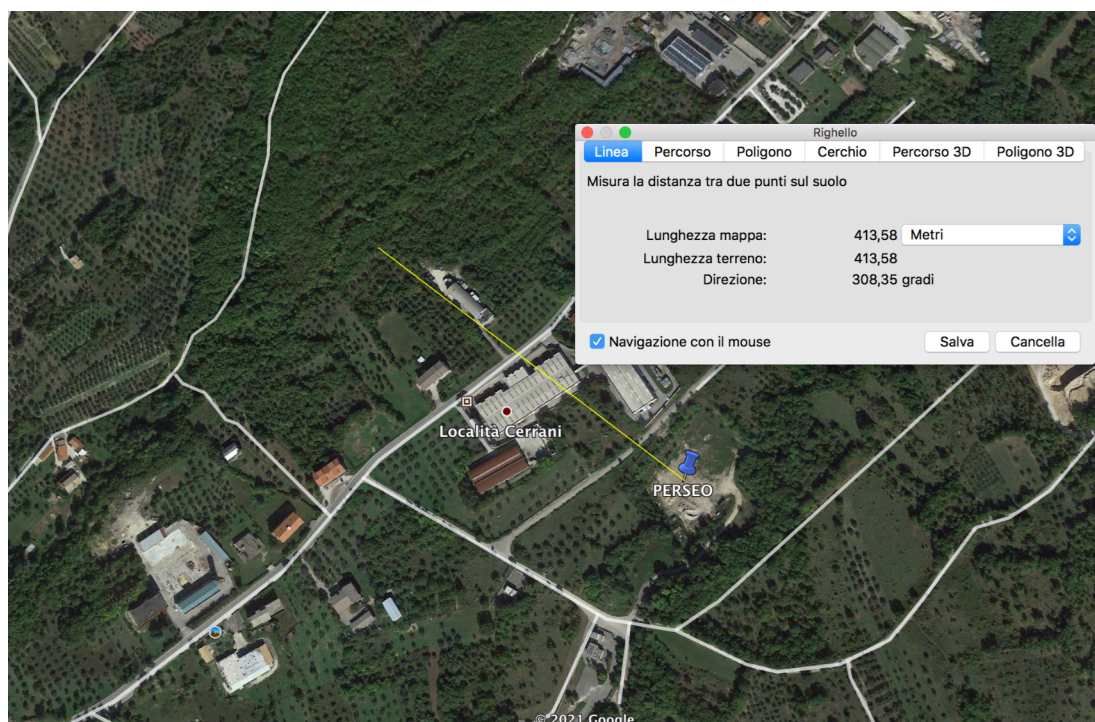 Righello
Linea Percorso Poligono Cerchio Percorso 3D Poligono 3D
Misura la distanza tra due punti sul suolo
Lunghezza mappa: 413,58 Metri
Lunghezza terreno: 413,58
Direzione: 308,35 gradi
Navigazione con il mouse Salva Cancella
Località Cerrani
PERSEO
© 2021 Google